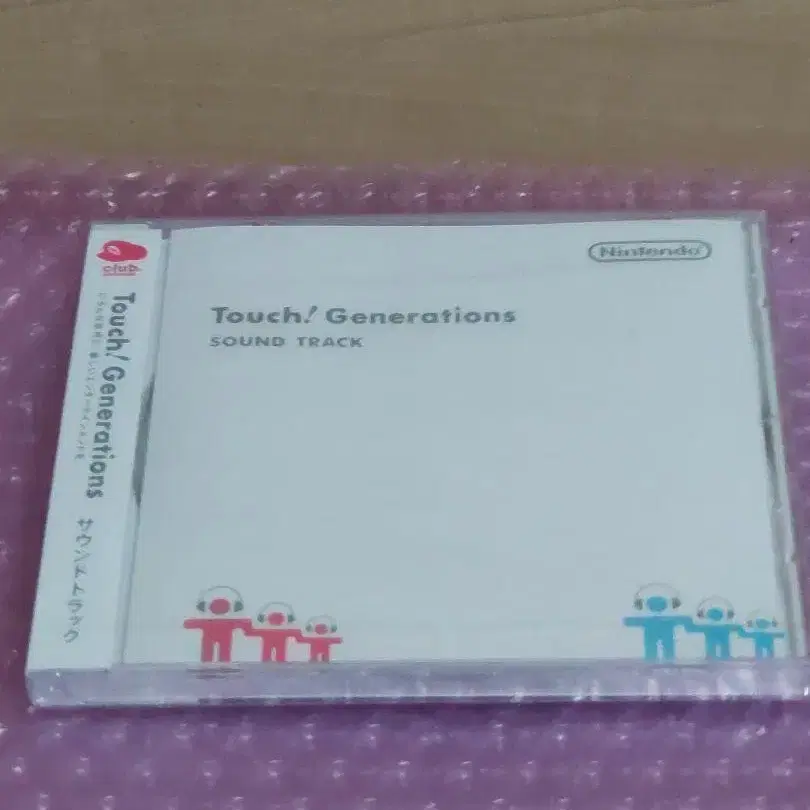 club
Touch! Generations
サウンドトラック
Nintendo
Touch! Generations
SOUND TRACK